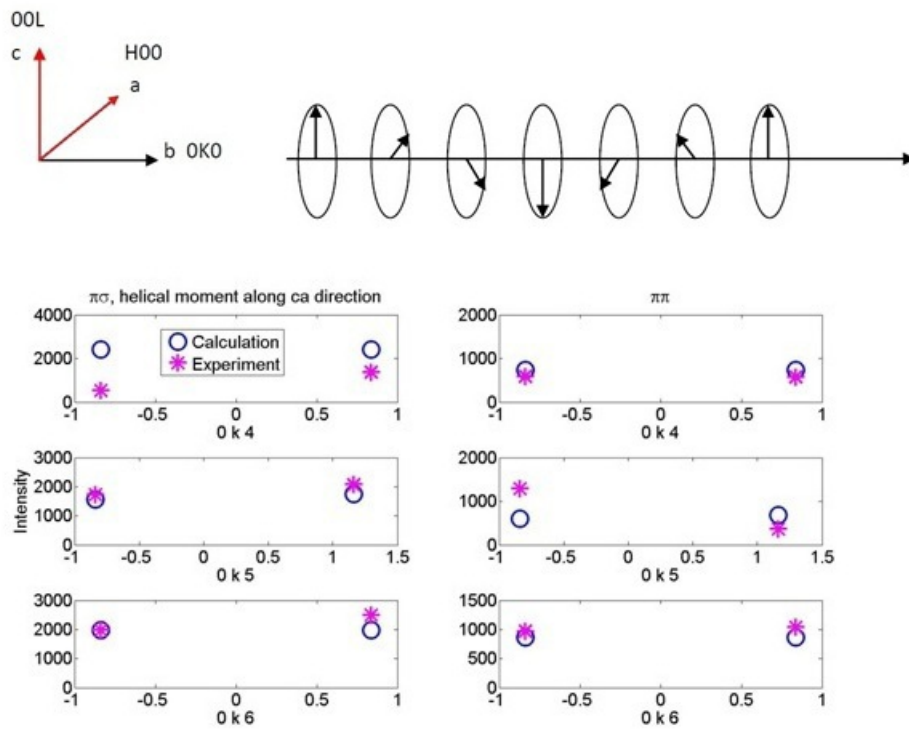 00L
c
H00
a
b 0K0
πσ, helical moment along ca direction
ππ
4000
2000
0
Calculation
Experiment
-1 -0.5 0 0.5 1
0 k 4
2000
1000
0
-1 -0.5 0 0.5 1
0 k 4
Intensity
3000
2000
1000
0
-1 -0.5 0 0.5 1 1.5
0 k 5
2000
1000
0
-1 -0.5 0 0.5 1 1.5
0 k 5
3000
2000
1000
0
-1 -0.5 0 0.5 1
0 k 6
1500
1000
500
0
-1 -0.5 0 0.5 1
0 k 6